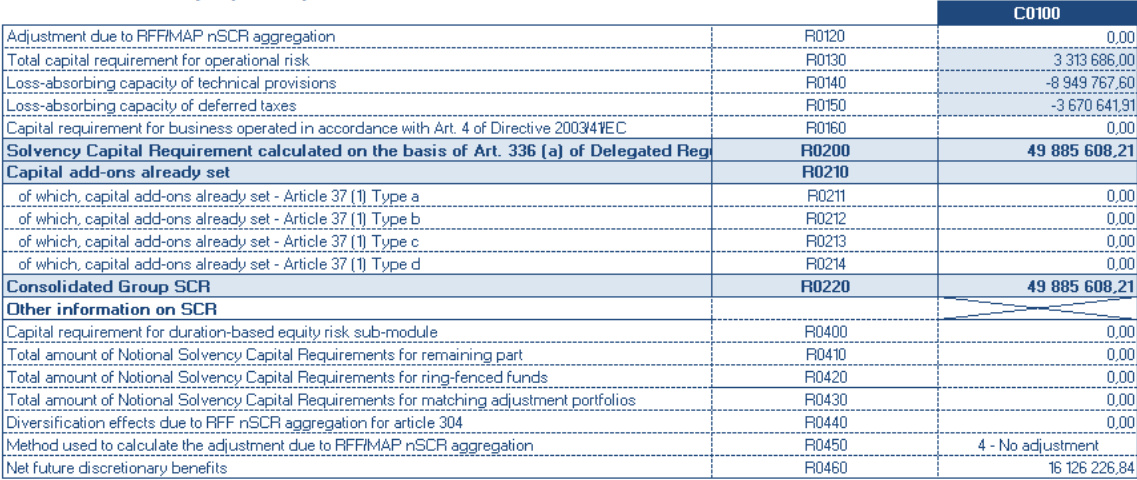 C0100
Adjustment due to RFF/MAP nSCR aggregation R0120 0,00
Total capital requirement for operational risk R0130 3 313 686,00
Loss-absorbing capacity of technical provisions R0140 -8 949 767,60
Loss-absorbing capacity of deferred taxes R0150 -3 670 641,91
Capital requirement for business operated in accordance with Art. 4 of Directive 2003/41/EC R0160 0,00
Solvency Capital Requirement calculated on the basis of Art. 336 (a) of Delegated Regu R0200 49 885 608,21
Capital add-ons already set R0210
of which, capital add-ons already set - Article 37 (1) Type a R0211 0,00
of which, capital add-ons already set - Article 37 (1) Type b R0212 0,00
of which, capital add-ons already set - Article 37 (1) Type c R0213 0,00
of which, capital add-ons already set - Article 37 (1) Type d R0214 0,00
Consolidated Group SCR R0220 49 885 608,21
Other information on SCR
Capital requirement for duration-based equity risk sub-module R0400 0,00
Total amount of Notional Solvency Capital Requirements for remaining part R0410 0,00
Total amount of Notional Solvency Capital Requirements for ring-fenced funds R0420 0,00
Total amount of Notional Solvency Capital Requirements for matching adjustment portfolios R0430 0,00
Diversification effects due to RFF nSCR aggregation for article 304 R0440 0,00
Method used to calculate the adjustment due to RFF/MAP nSCR aggregation R0450 4 - No adjustment
Net future discretionary benefits R0460 16 126 226,84